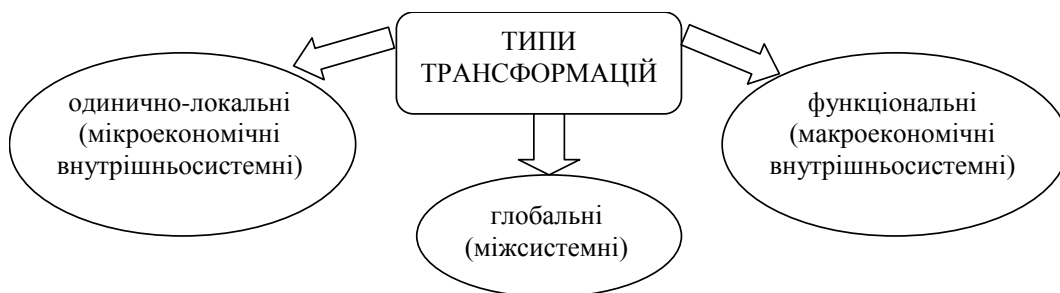 ТИПИ
ТРАНСФОРМАЦІЙ
одинично-локальні
(мікроекономічні
внутрішньосистемні)
глобальні
(міжсистемні)
функціональні
(макроекономічні
внутрішньосистемні)